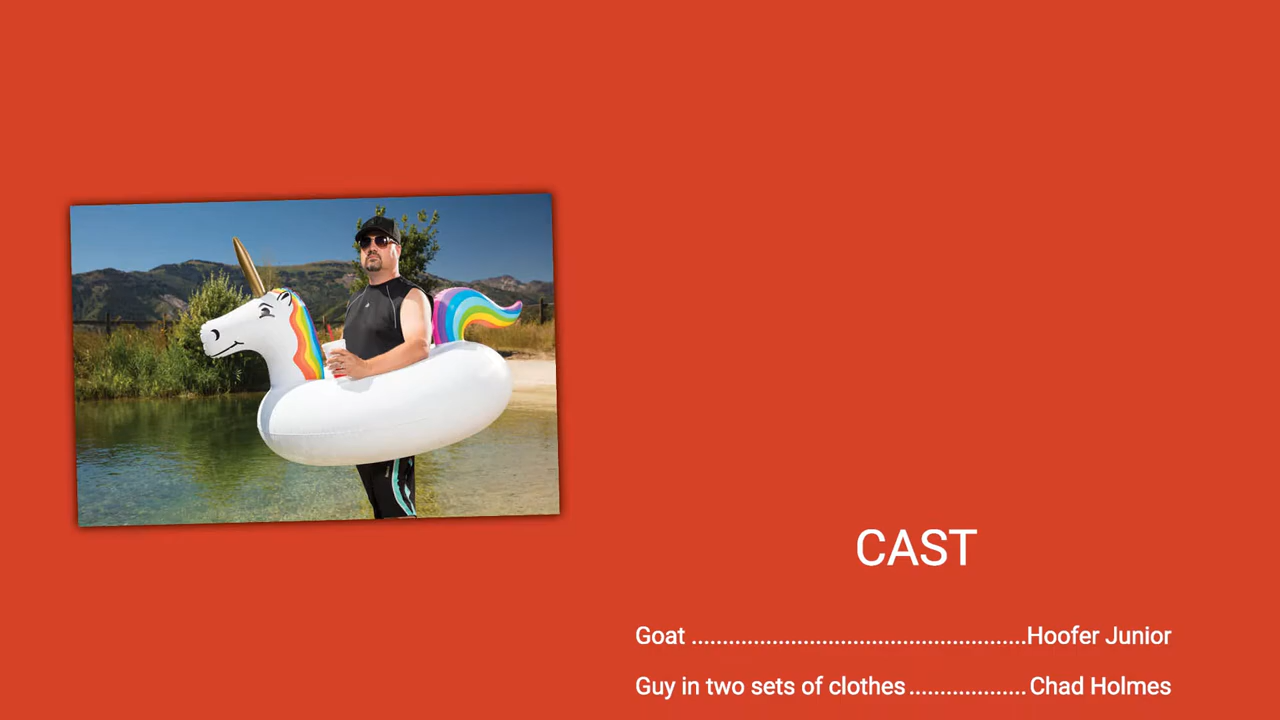 CAST
Goat ......................................................Hoofer Junior
Guy in two sets of clothes...................Chad Holmes